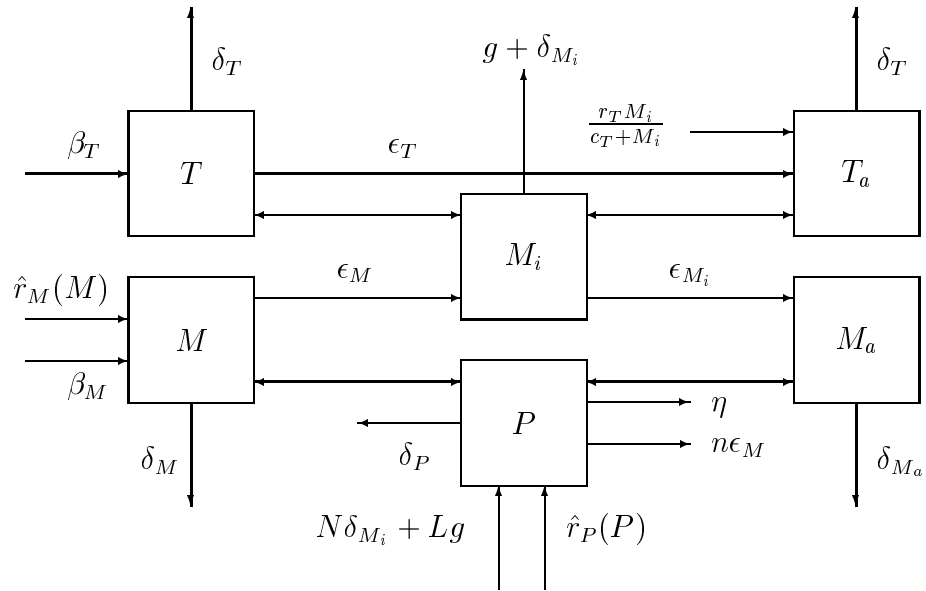 g + δ_{M_i}
δ_T
δ_T
r_T M_i
c_T + M_i
β_T
ϵ_T
T
T_a
M_i
r̂_M(M)
ϵ_M
ϵ_{M_i}
M
M_a
β_M
P
η
δ_M
δ_P
nϵ_M
δ_{M_a}
Nδ_{M_i} + Lg
r̂_P(P)